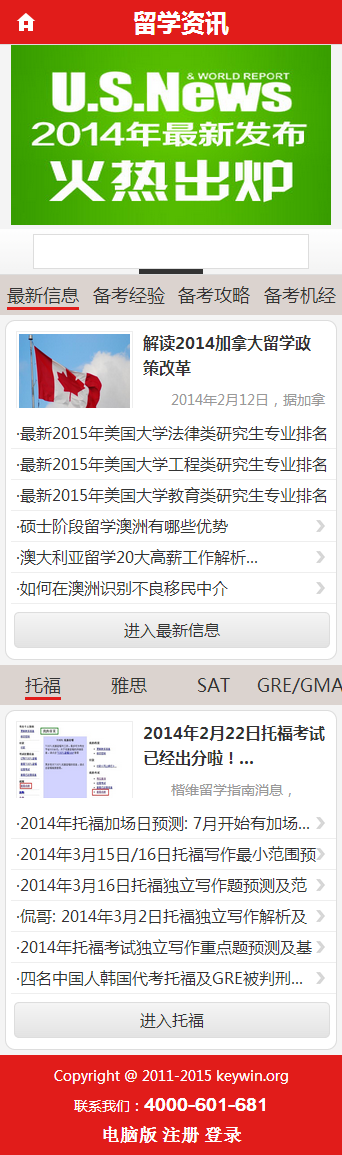 留学资讯
U.S.News
& WORLD REPORT
2014年最新发布
火热出炉
最新信息 备考经验 备考攻略 备考机经
解读2014加拿大留学政
策改革
2014年2月12日，据加拿
·最新2015年美国大学法律类研究生专业排名
·最新2015年美国大学工程类研究生专业排名
·最新2015年美国大学教育类研究生专业排名
·硕士阶段留学澳洲有哪些优势
·澳大利亚留学20大高薪工作解析...
·如何在澳洲识别不良移民中介
进入最新信息
托福 雅思 SAT GRE/GMA
2014年2月22日托福考试
已经出分啦！...
楷维留学指南消息，
·2014年托福加场日预测: 7月开始有加场...
·2014年3月15日/16日托福写作最小范围预
·2014年3月16日托福独立写作题预测及范
·侃哥: 2014年3月2日托福独立写作解析及
·2014年托福考试独立写作重点题预测及基
·四名中国人韩国代考托福及GRE被判刑...
进入托福
Copyright @ 2011-2015 keywin.org
联系我们：4000-601-681
电脑版 注册 登录